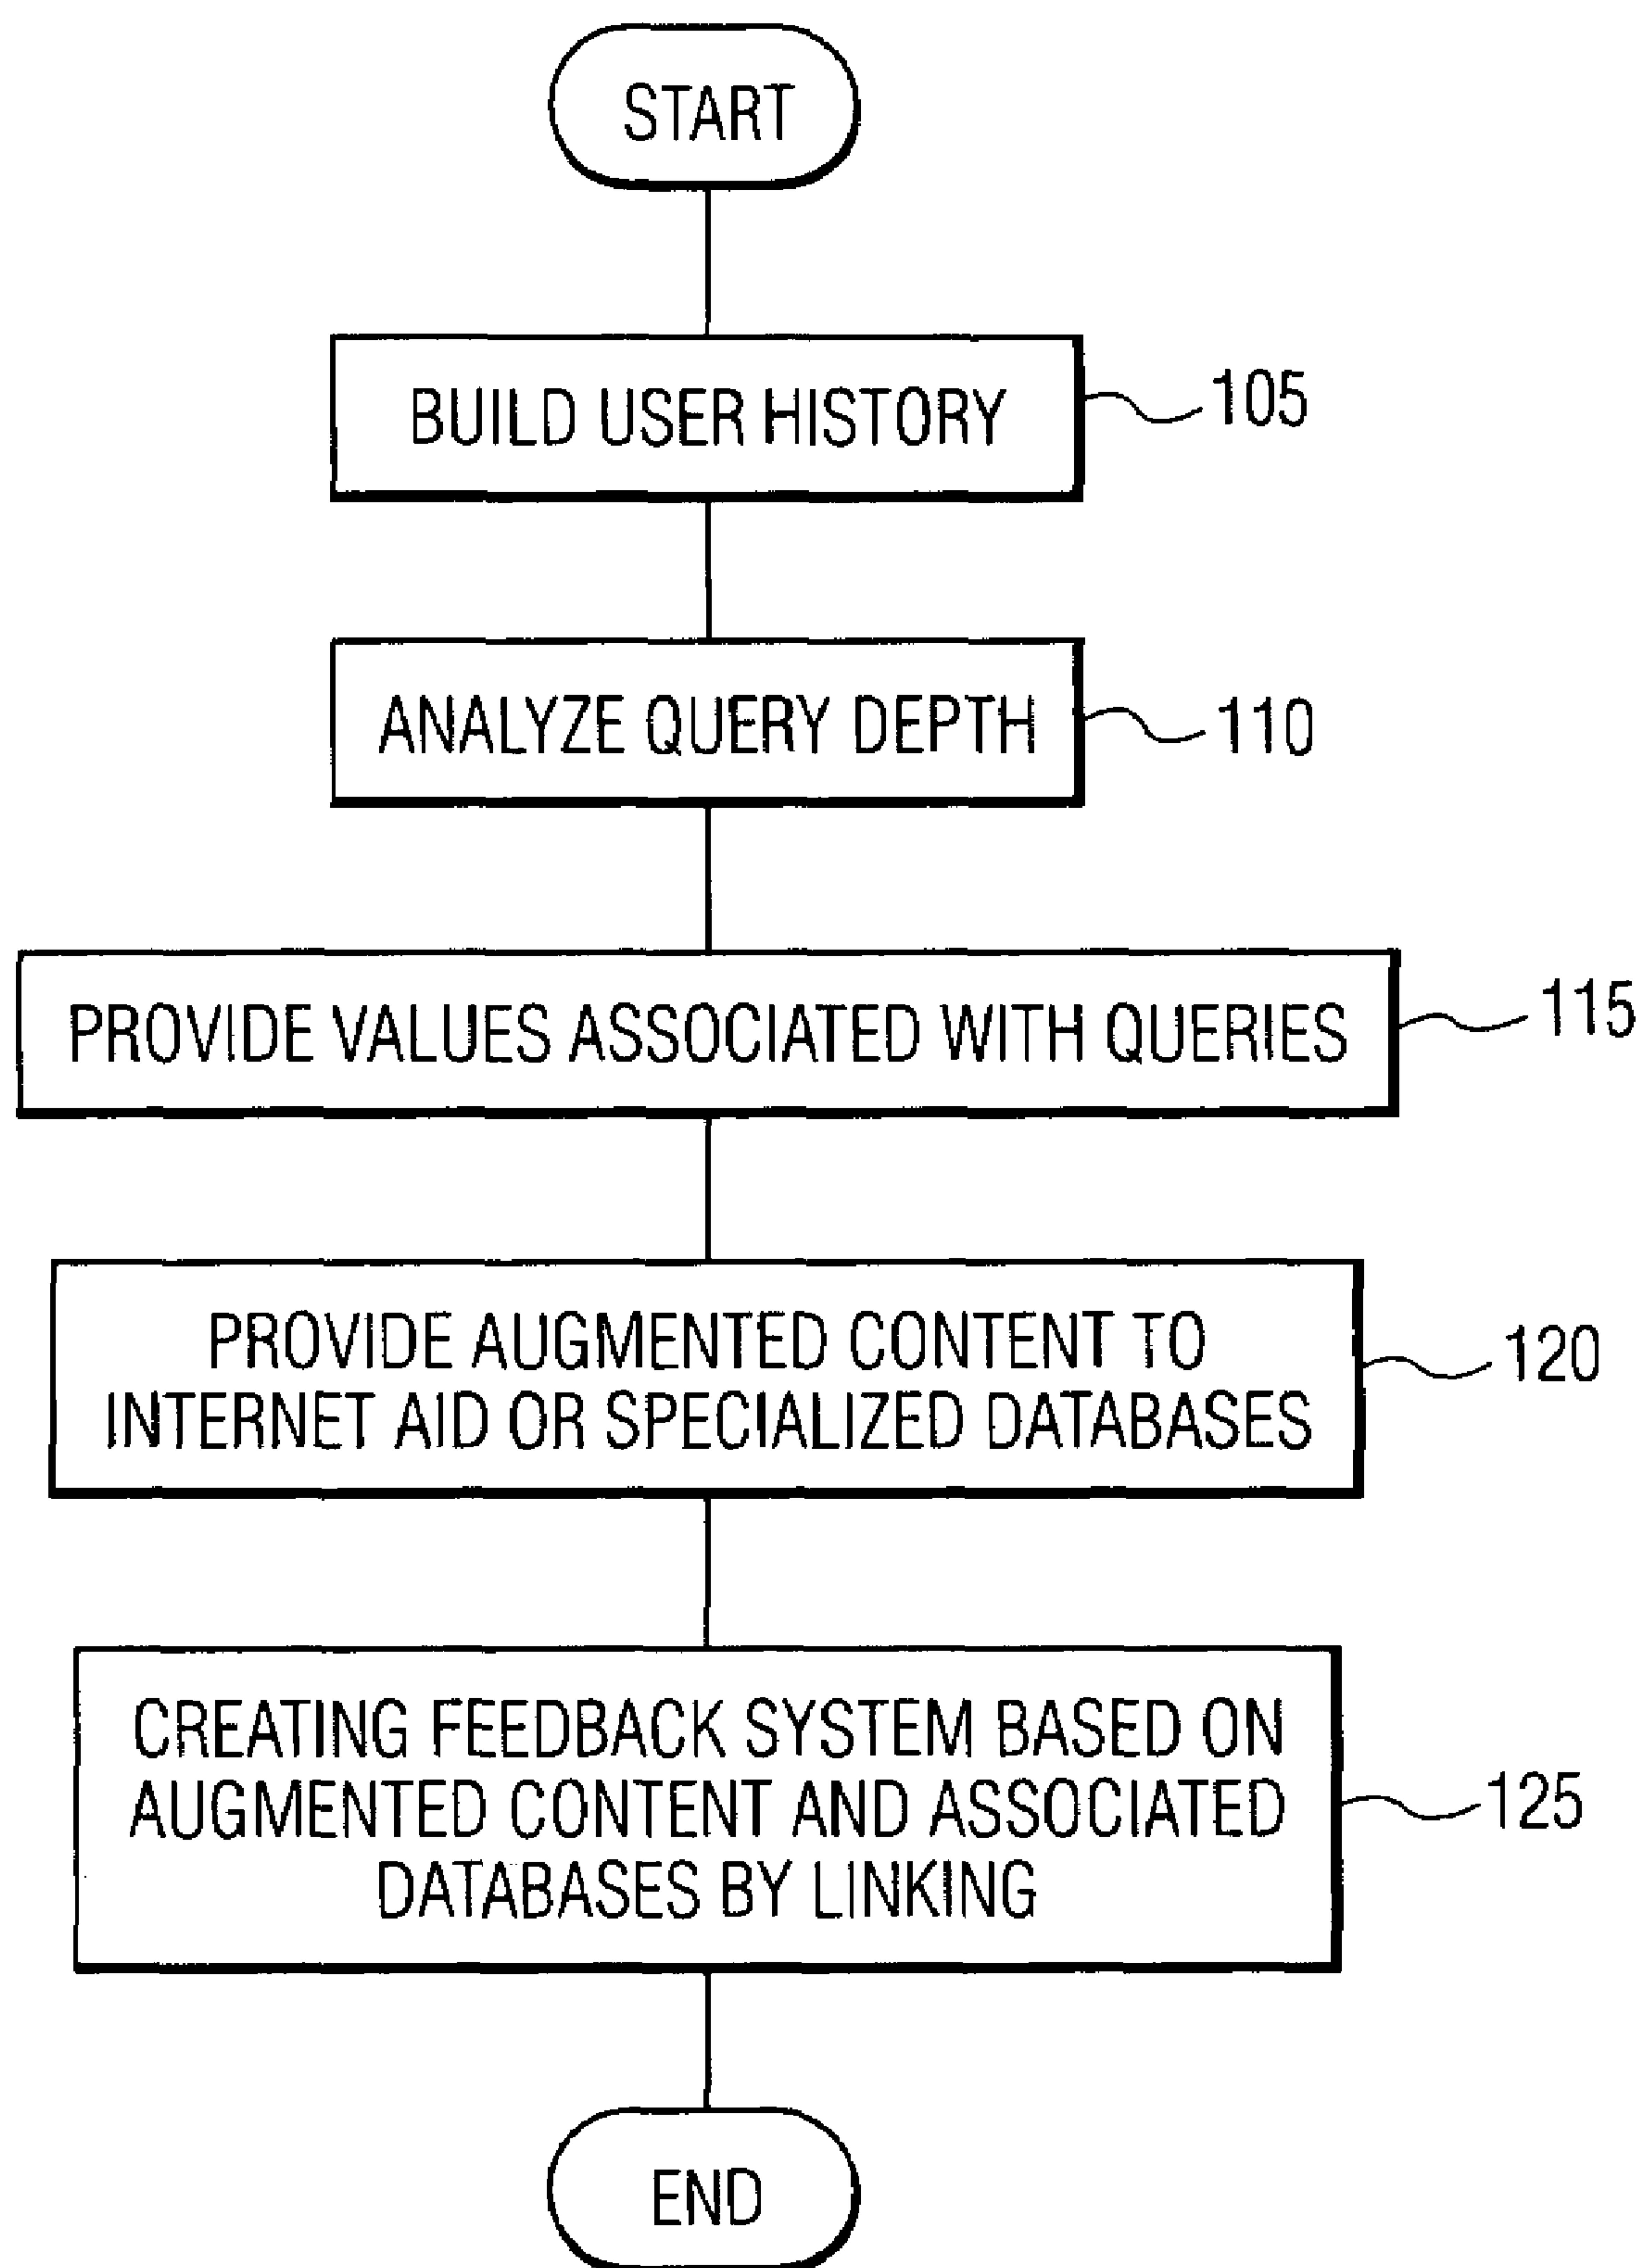 START
BUILD USER HISTORY
105
ANALYZE QUERY DEPTH
110
PROVIDE VALUES ASSOCIATED WITH QUERIES
115
PROVIDE AUGMENTED CONTENT TO
INTERNET AID OR SPECIALIZED DATABASES
120
CREATING FEEDBACK SYSTEM BASED ON
AUGMENTED CONTENT AND ASSOCIATED
DATABASES BY LINKING
125
END